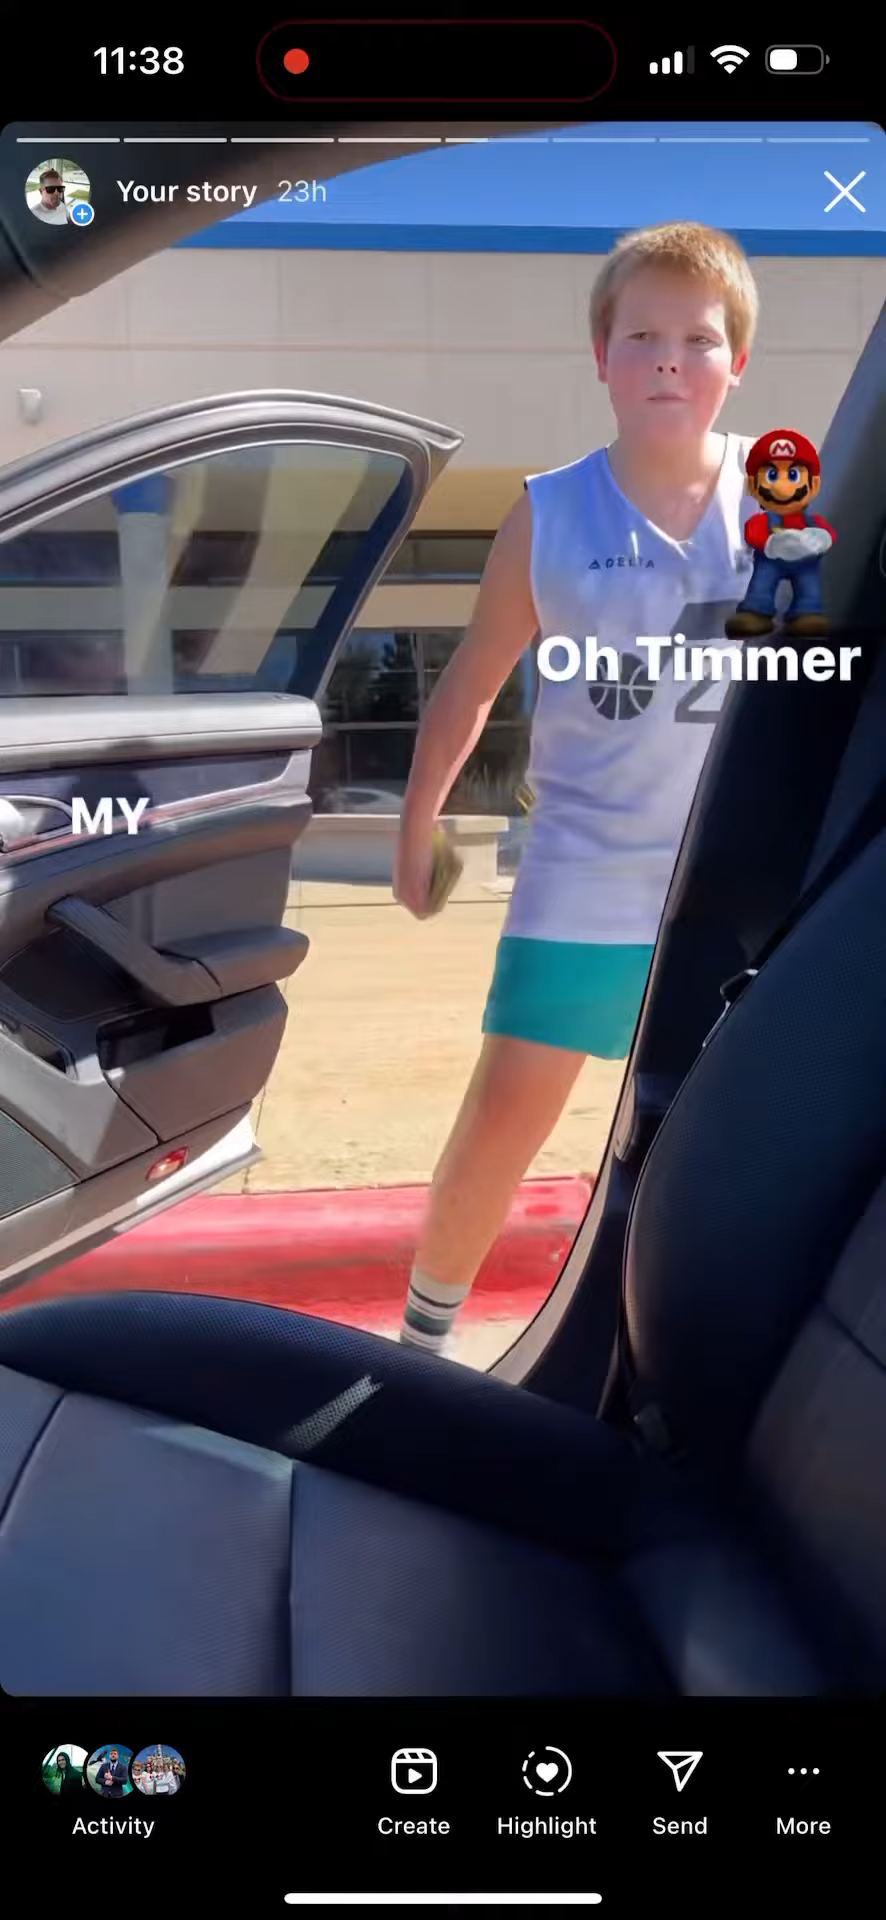 11:38
Your story 23h
DELTA
Oh Timmer
MY
Activity
Create
Highlight
Send
More